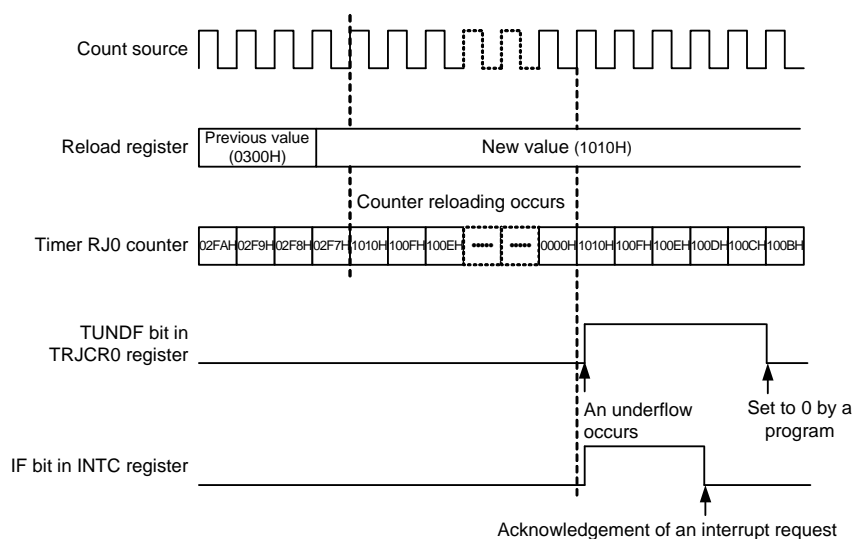 Count source
Reload register
Previous value
(0300H)
New value (1010H)
Counter reloading occurs
Timer RJ0 counter
02FAH 02F9H 02F8H 02F7H 1010H 100FH 100EH ····· ····· 0000H 1010H 100FH 100EH 100DH 100CH 100BH
TUNDF bit in
TRJCR0 register
An underflow
occurs
Set to 0 by a
program
IF bit in INTC register
Acknowledgement of an interrupt request